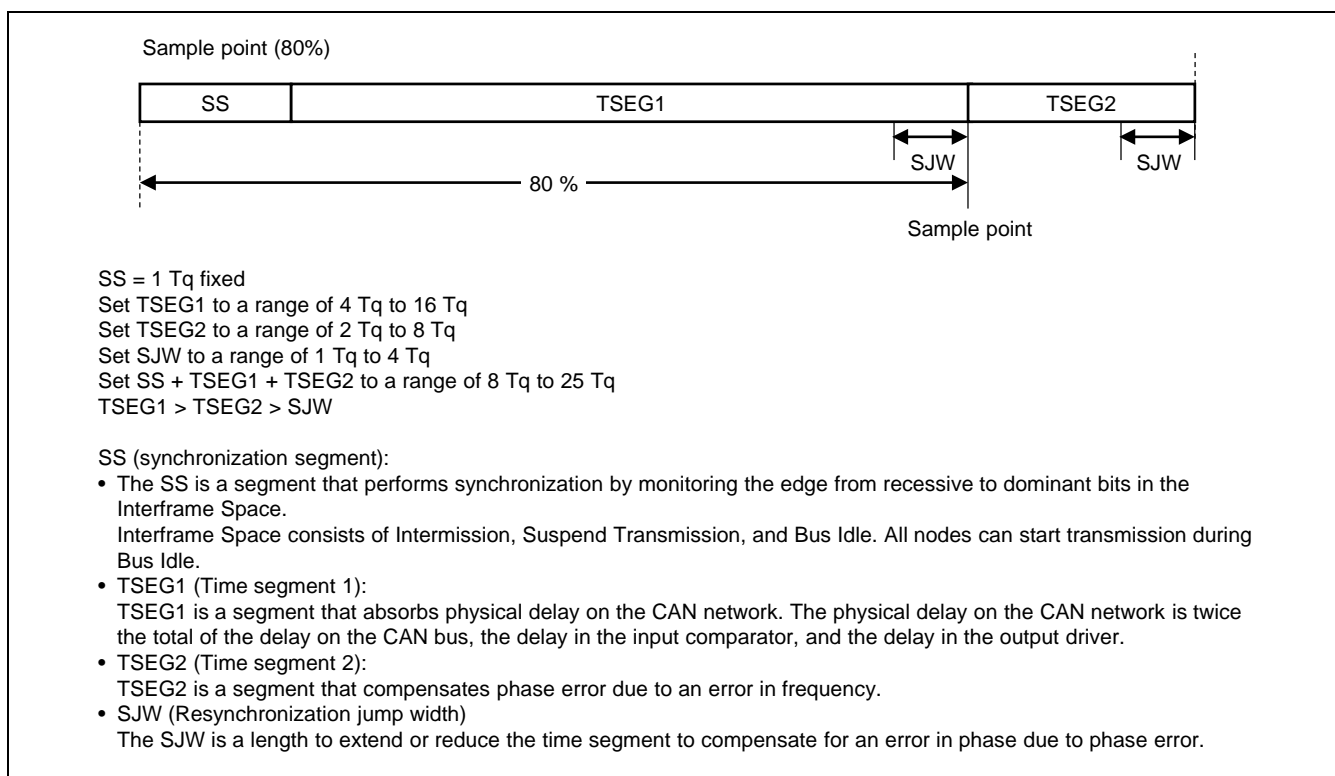 Sample point (80%)
SS TSEG1 TSEG2
SJW SJW
80 %
Sample point
SS = 1 Tq fixed
Set TSEG1 to a range of 4 Tq to 16 Tq
Set TSEG2 to a range of 2 Tq to 8 Tq
Set SJW to a range of 1 Tq to 4 Tq
Set SS + TSEG1 + TSEG2 to a range of 8 Tq to 25 Tq
TSEG1 > TSEG2 > SJW
SS (synchronization segment):
• The SS is a segment that performs synchronization by monitoring the edge from recessive to dominant bits in the
Interframe Space.
Interframe Space consists of Intermission, Suspend Transmission, and Bus Idle. All nodes can start transmission during
Bus Idle.
• TSEG1 (Time segment 1):
TSEG1 is a segment that absorbs physical delay on the CAN network. The physical delay on the CAN network is twice
the total of the delay on the CAN bus, the delay in the input comparator, and the delay in the output driver.
• TSEG2 (Time segment 2):
TSEG2 is a segment that compensates phase error due to an error in frequency.
• SJW (Resynchronization jump width)
The SJW is a length to extend or reduce the time segment to compensate for an error in phase due to phase error.